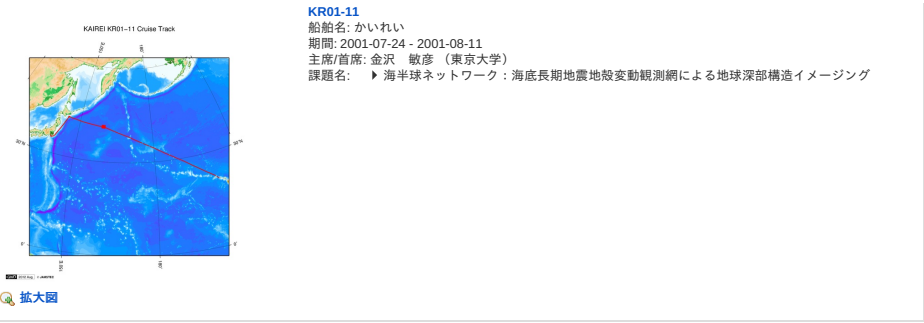 KR01-11
船舶名: かいれい
期間: 2001-07-24 - 2001-08-11
主席/首席: 金沢　敏彦 （東京大学）
課題名: 海半球ネットワーク：海底長期地震地殻変動観測網による地球深部構造イメージング
KAIREI KR01-11 Cruise Track
拡大図